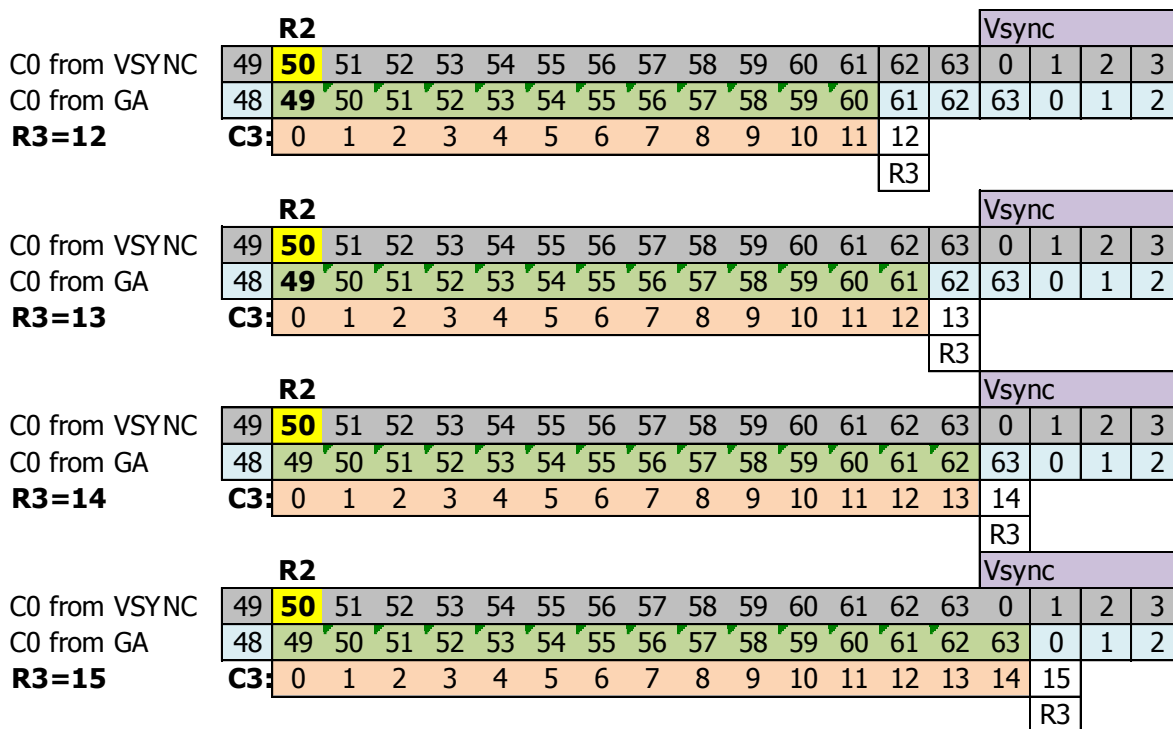 R2 Vsync
C0 from VSYNC 49 50 51 52 53 54 55 56 57 58 59 60 61 62 63 0 1 2 3
C0 from GA 48 49 50 51 52 53 54 55 56 57 58 59 60 61 62 63 0 1 2
R3=12 C3: 0 1 2 3 4 5 6 7 8 9 10 11 12
R3
R2 Vsync
C0 from VSYNC 49 50 51 52 53 54 55 56 57 58 59 60 61 62 63 0 1 2 3
C0 from GA 48 49 50 51 52 53 54 55 56 57 58 59 60 61 62 63 0 1 2
R3=13 C3: 0 1 2 3 4 5 6 7 8 9 10 11 12 13
R3
R2 Vsync
C0 from VSYNC 49 50 51 52 53 54 55 56 57 58 59 60 61 62 63 0 1 2 3
C0 from GA 48 49 50 51 52 53 54 55 56 57 58 59 60 61 62 63 0 1 2
R3=14 C3: 0 1 2 3 4 5 6 7 8 9 10 11 12 13 14
R3
R2 Vsync
C0 from VSYNC 49 50 51 52 53 54 55 56 57 58 59 60 61 62 63 0 1 2 3
C0 from GA 48 49 50 51 52 53 54 55 56 57 58 59 60 61 62 63 0 1 2
R3=15 C3: 0 1 2 3 4 5 6 7 8 9 10 11 12 13 14 15
R3